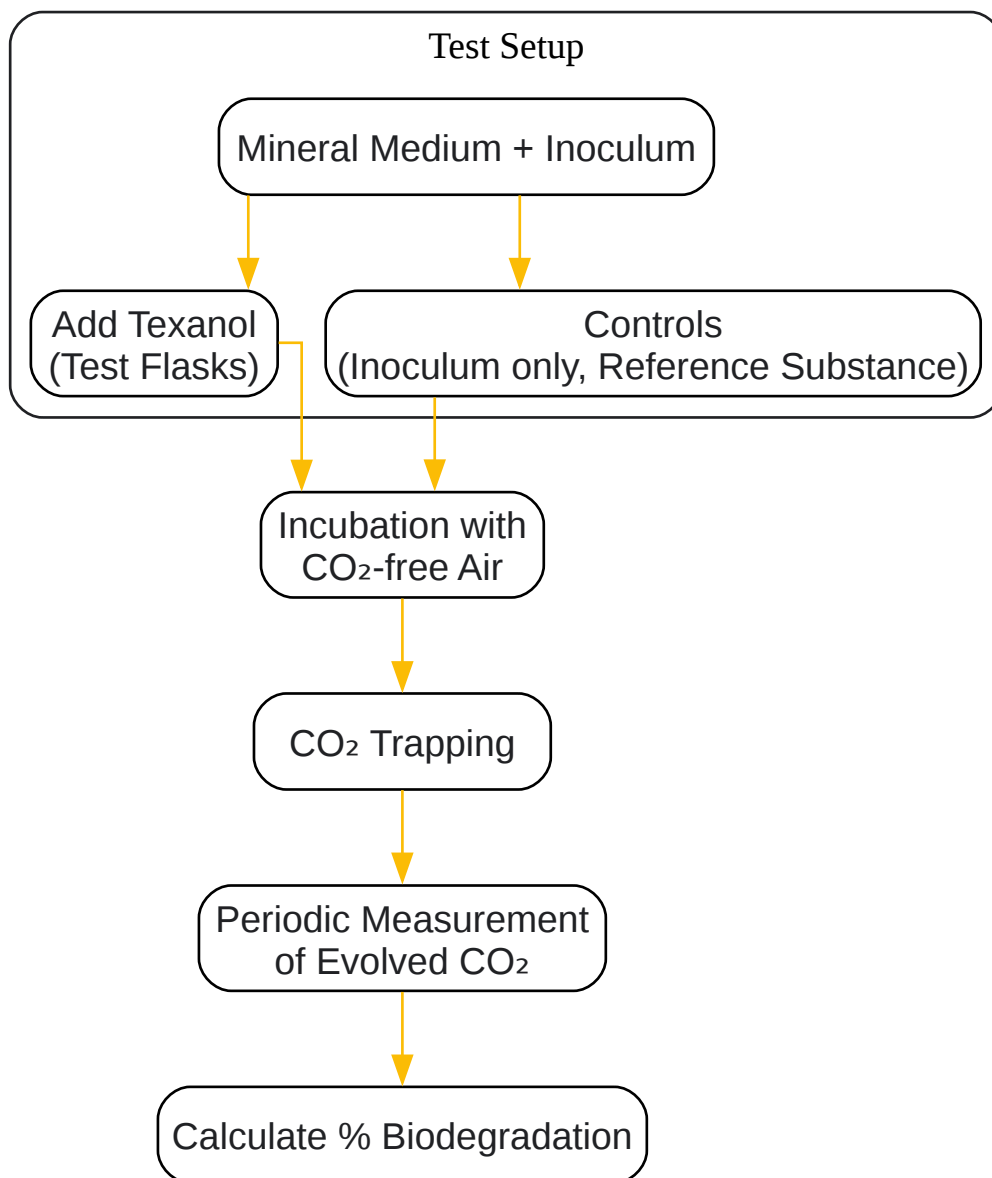 Test Setup
Mineral Medium + Inoculum
Add Texanol
(Test Flasks)
Controls
(Inoculum only, Reference Substance)
Incubation with
CO₂-free Air
CO₂ Trapping
Periodic Measurement
of Evolved CO₂
Calculate % Biodegradation